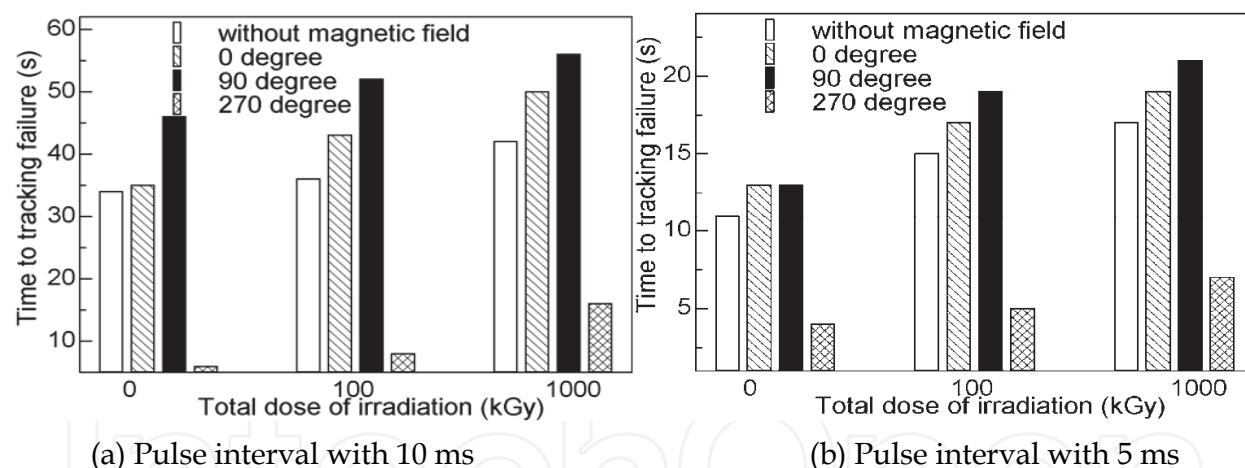 60
50
40
30
20
10
Time to tracking failure (s)
without magnetic field
0 degree
90 degree
270 degree
0
100
1000
Total dose of irradiation (kGy)
(a) Pulse interval with 10 ms
20
15
10
5
Time to tracking failure (s)
without magnetic field
0 degree
90 degree
270 degree
0
100
1000
Total dose of irradiation (kGy)
(b) Pulse interval with 5 ms